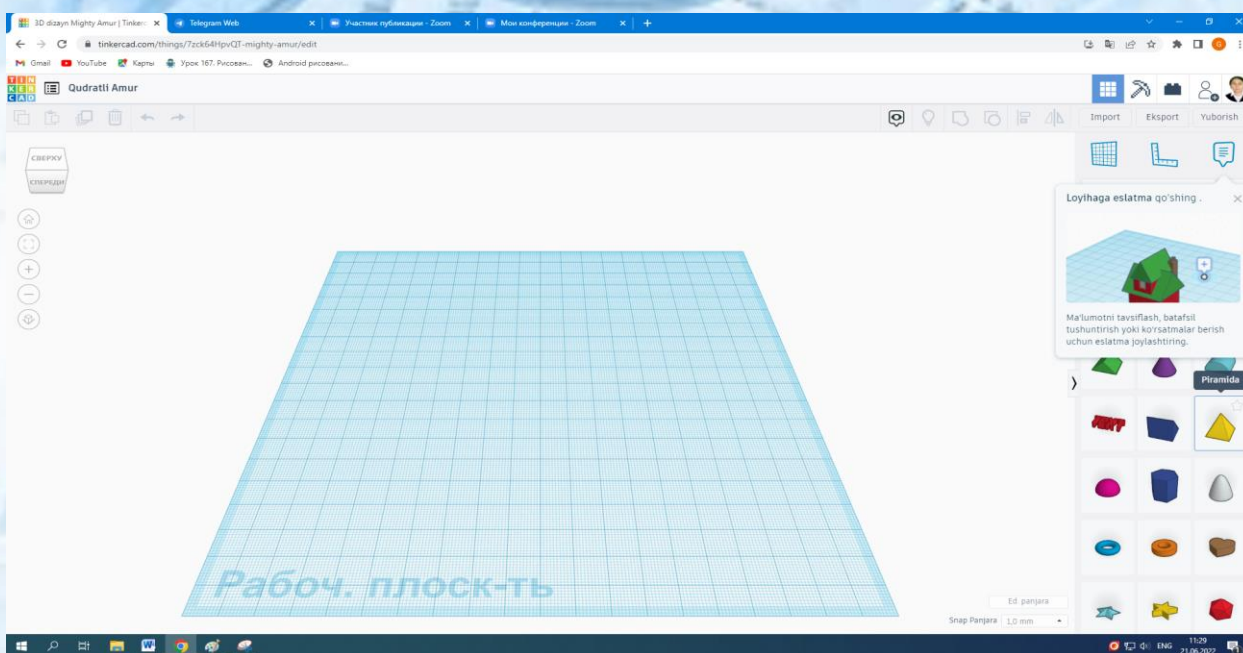 3D dizayn Mighty Amur | Tinker
Telegram Web
Участник публикации - Zoom
Мои конференции - Zoom
tinkercad.com/things/7zck64HpvQT-mighty-amur/edit
G
Gmail
YouTube
Карты
Урок 167. Рисован...
Android рисовани...
TIN
KER
CAD
Qudratli Amur
Import
Eksport
Yuborish
СВЕРХУ
СПЕРЕДИ
Loyihaga eslatma qo'shing .
Ma'lumotni tavsiflash, batafsil
tushuntirish yoki ko'rsatmalar berish
uchun eslatma joylashtiring.
Piramida
TEXT
Рабоч. плоск-ть
Ed panjara
Snap Panjara
1,0 mm
ENG
11:29
21.06.2022